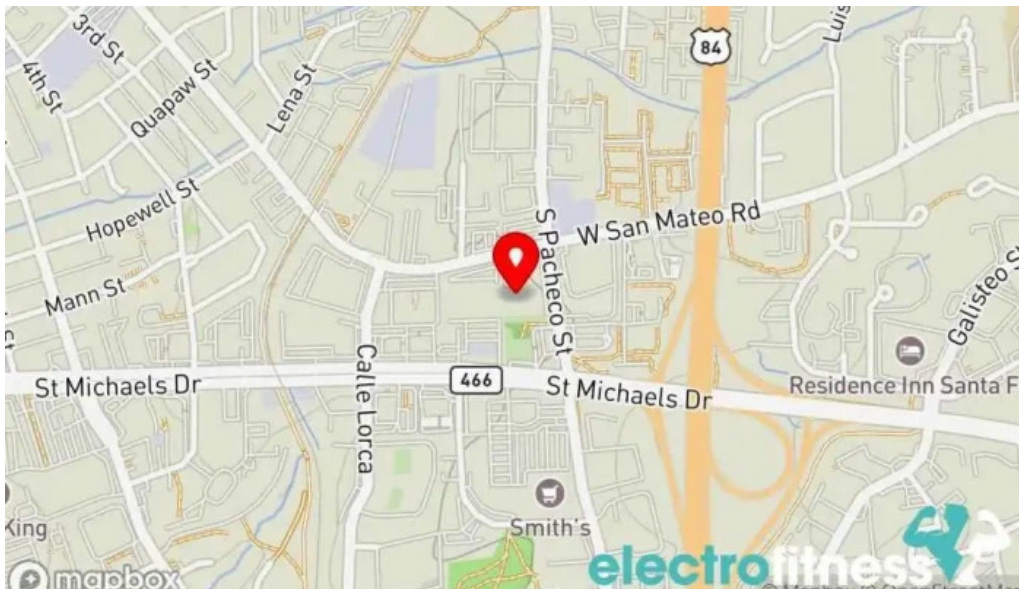 3rd St
4th St
Quapaw St
Lena St
84
Luis
Hopewell St
W San Mateo Rd
S Pacheco St
Mann St
Galisteo St
St Michaels Dr
Calle Lorca
466
St Michaels Dr
Residence Inn Santa F
King
Smith's
electrofitness
mapbox